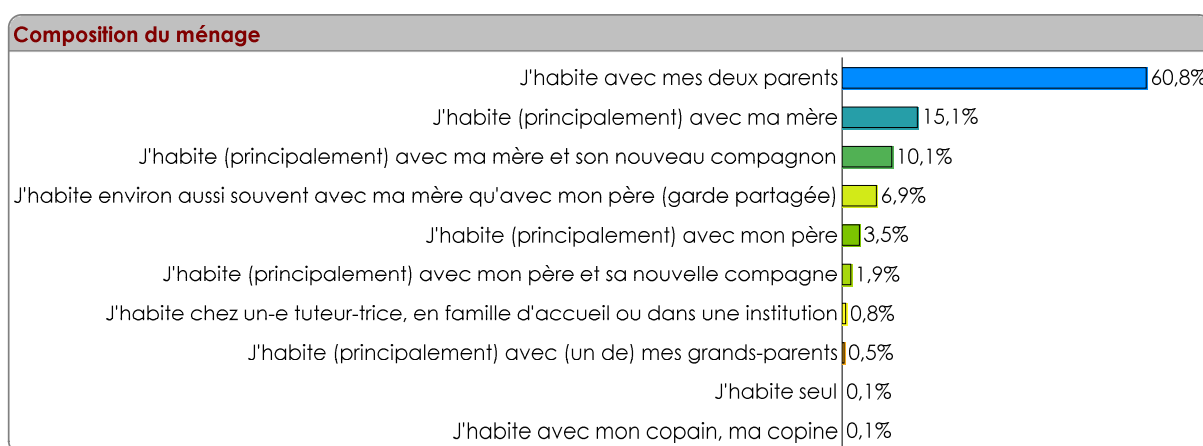 Composition du ménage
J'habite avec mes deux parents 60,8%
J'habite (principalement) avec ma mère 15,1%
J'habite (principalement) avec ma mère et son nouveau compagnon 10,1%
J'habite environ aussi souvent avec ma mère qu'avec mon père (garde partagée) 6,9%
J'habite (principalement) avec mon père 3,5%
J'habite (principalement) avec mon père et sa nouvelle compagne 1,9%
J'habite chez un-e tuteur-trice, en famille d'accueil ou dans une institution 0,8%
J'habite (principalement) avec (un de) mes grands-parents 0,5%
J'habite seul 0,1%
J'habite avec mon copain, ma copine 0,1%